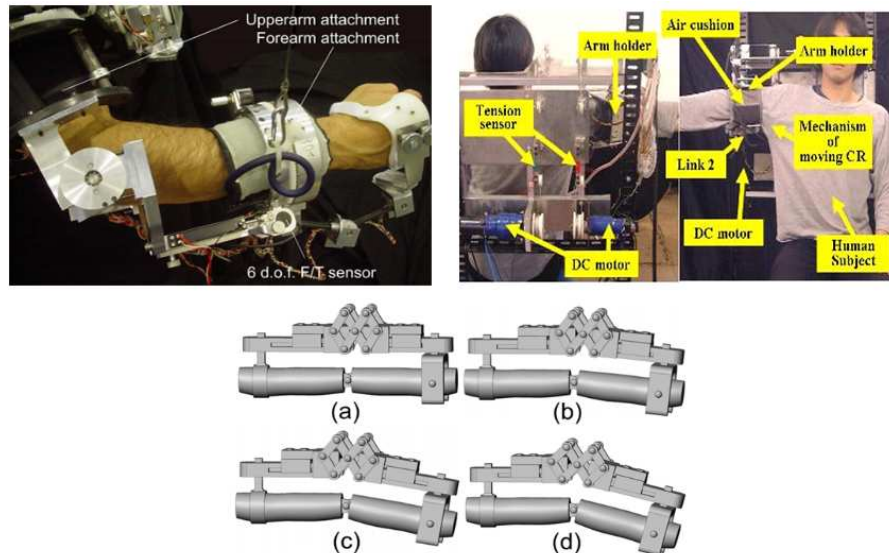 Upperarm attachment
Forearm attachment
6 d.o.f. F/T sensor
Arm holder
Tension
sensor
DC motor
Air cushion
Arm holder
Mechanism
of
moving CR
Link 2
DC motor
Human
Subject
(a)
(b)
(c)
(d)